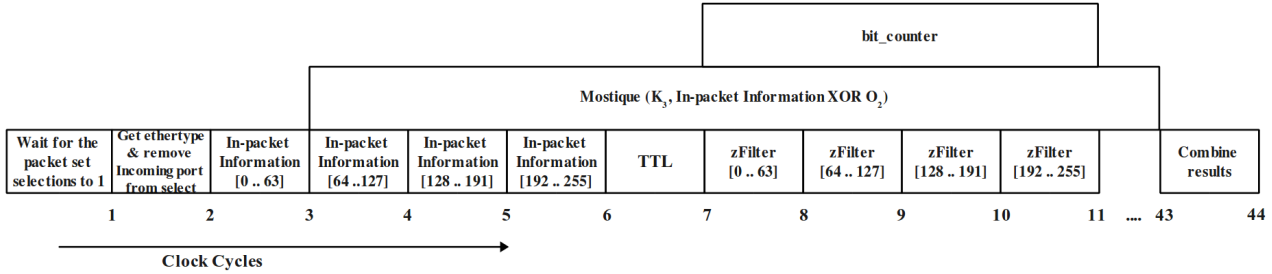 bit_counter
Mostique (K3, In-packet Information XOR O2)
Wait for the
packet set
selections to 1
Get ethertype
& remove
Incoming port
from select
In-packet
Information
[0 .. 63]
In-packet
Information
[64 ..127]
In-packet
Information
[128 .. 191]
In-packet
Information
[192 .. 255]
TTL
zFilter
[0 .. 63]
zFilter
[64 .. 127]
zFilter
[128 .. 191]
zFilter
[192 .. 255]
Combine
results
1 2 3 4 5 6 7 8 9 10 11 .... 43 44
Clock Cycles